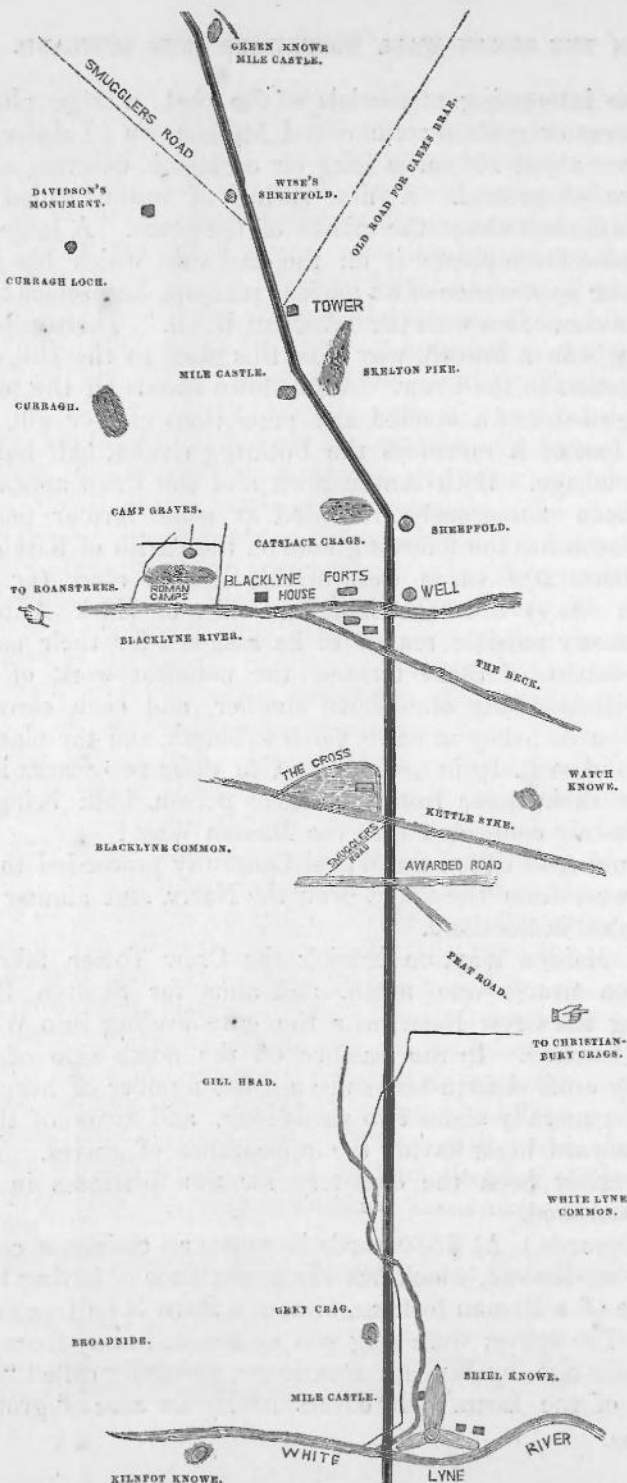 GREEN KNOWE
MILE CASTLE.
SMUGGLERS ROAD
OLD ROAD FOR CAERMS BRAE.
DAVIDSON'S
MONUMENT.
WISE'S
SHEEPFOLD.
CURRAGH LOCH.
TOWER
MILE CASTLE.
SKELTON PIKE.
CURRAGH.
CAMP GRAVES.
CATSLACK CRAGS.
SHEEPFOLD.
TO ROANSTREES.
ROMAN
CAMPS
BLACKLYNE
HOUSE
FORTS
WELL
BLACKLYNE RIVER.
THE BECK.
THE CROSS
WATCH
KNOWE.
KETTLE SYKE.
BLACKLYNE COMMON.
SMUGGLERS
ROAD
AWARDED ROAD
PEAT ROAD.
TO CHRISTIAN-
BURY CRAGS.
GILL HEAD.
WHITE LYNE
COMMON.
GREY CRAG.
BROADSIDE.
SHIEL KNOWE.
MILE CASTLE.
WHITE
LYNE
RIVER
KILNPOT KNOWE.